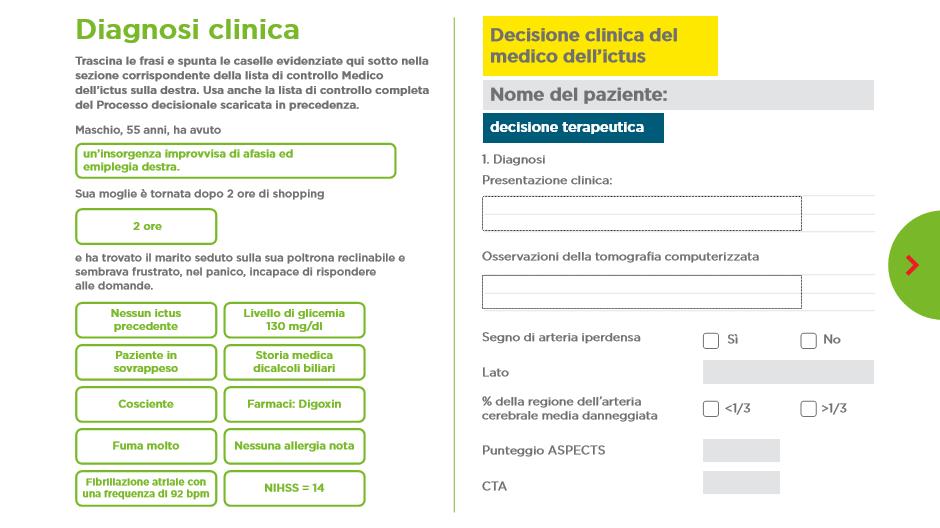 Diagnosi clinica
Trascina le frasi e spunta le caselle evidenziate qui sotto nella
sezione corrispondente della lista di controllo Medico
dell'ictus sulla destra. Usa anche la lista di controllo completa
del Processo decisionale scaricata in precedenza.
Maschio, 55 anni, ha avuto
un'insorgenza improvvisa di afasia ed
emiplegia destra.
Sua moglie è tornata dopo 2 ore di shopping
2 ore
e ha trovato il marito seduto sulla sua poltrona reclinabile e
sembrava frustrato, nel panico, incapace di rispondere
alle domande.
Nessun ictus
precedente
Livello di glicemia
130 mg/dl
Paziente in
sovrappeso
Storia medica
dicalcoli biliari
Cosciente
Farmaci: Digoxin
Fuma molto
Nessuna allergia nota
Fibrillazione atriale con
una frequenza di 92 bpm
NIHSS = 14
Decisione clinica del
medico dell'ictus
Nome del paziente:
decisione terapeutica
1. Diagnosi
Presentazione clinica:
Osservazioni della tomografia computerizzata
Segno di arteria iperdensa
Sì
No
Lato
% della regione dell'arteria
cerebrale media danneggiata
<1/3
>1/3
Punteggio ASPECTS
CTA